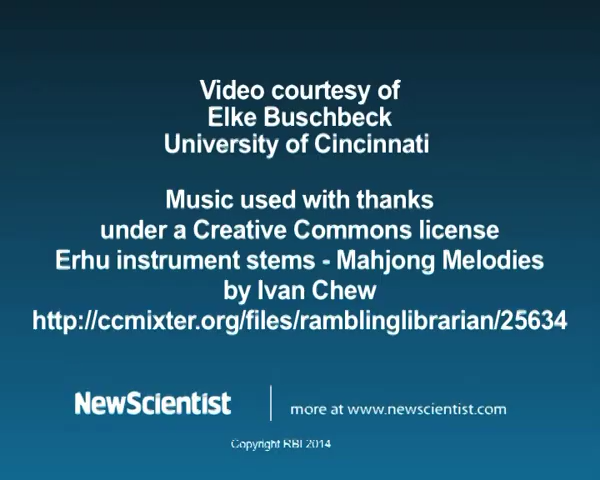 Video courtesy of
Elke Buschbeck
University of Cincinnati
Music used with thanks
under a Creative Commons license
Erhu instrument stems - Mahjong Melodies
by Ivan Chew
http://ccmixter.org/files/ramblinglibrarian/25634
NewScientist | more at www.newscientist.com
Copyright RBI 2014